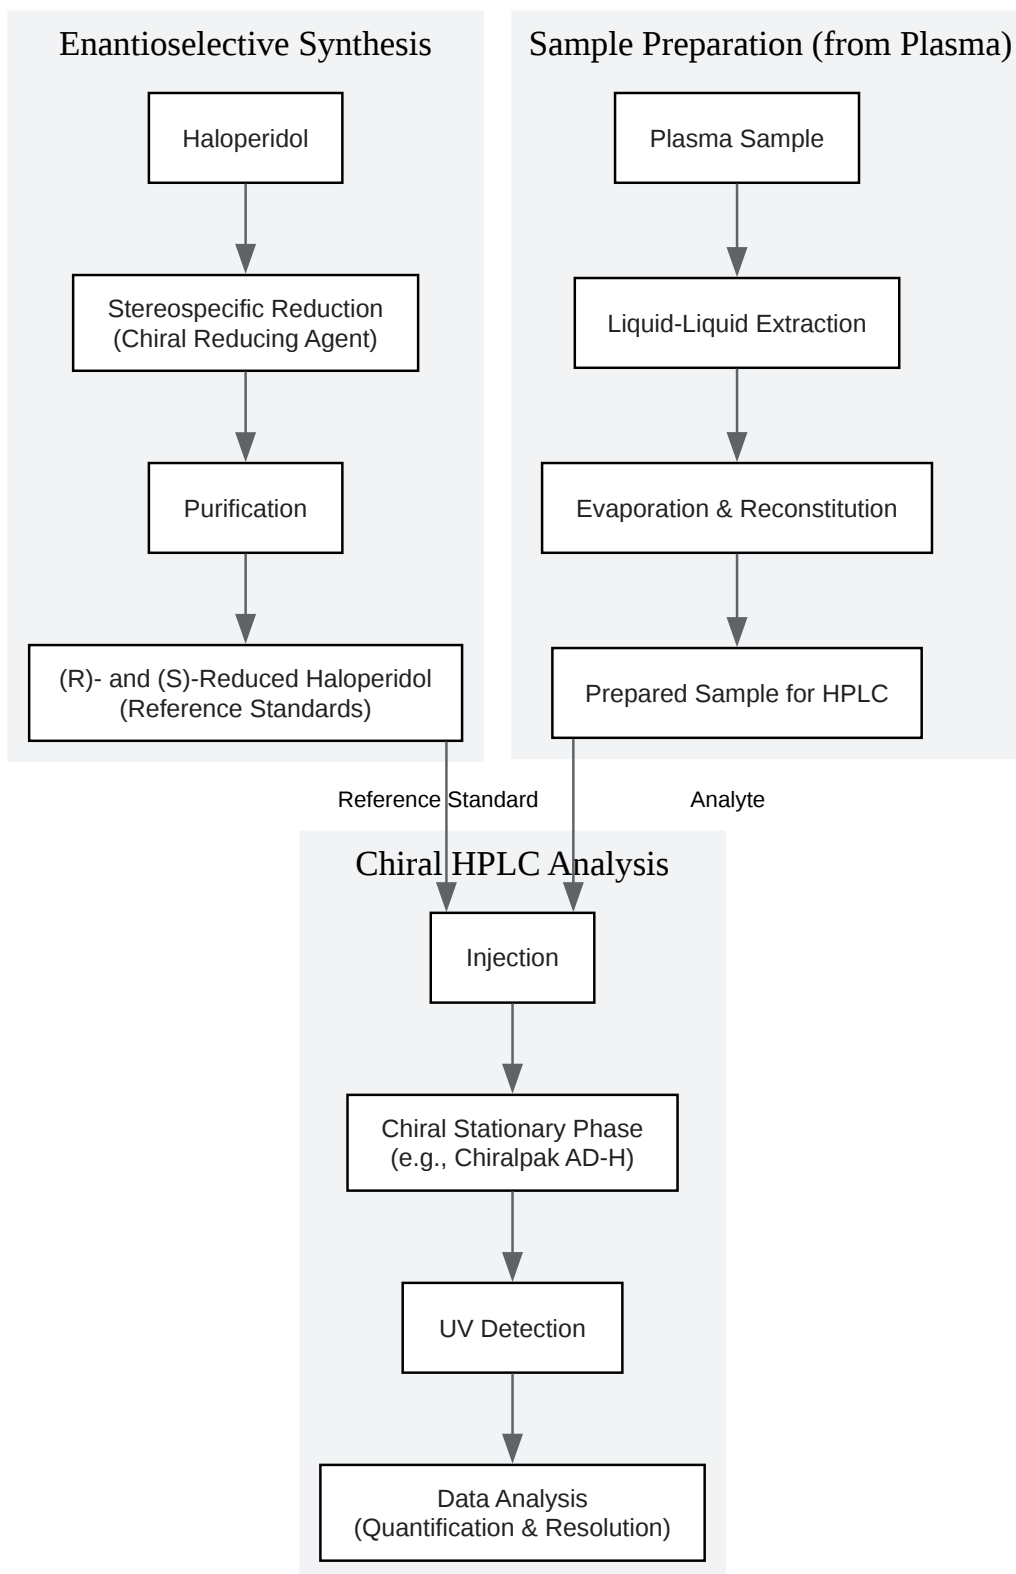 Enantioselective Synthesis
Haloperidol
Stereospecific Reduction
(Chiral Reducing Agent)
Purification
(R)- and (S)-Reduced Haloperidol
(Reference Standards)
Sample Preparation (from Plasma)
Plasma Sample
Liquid-Liquid Extraction
Evaporation & Reconstitution
Prepared Sample for HPLC
Reference Standard
Analyte
Chiral HPLC Analysis
Injection
Chiral Stationary Phase
(e.g., Chiralpak AD-H)
UV Detection
Data Analysis
(Quantification & Resolution)